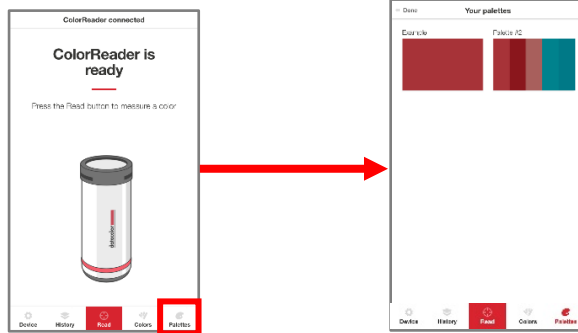 ColorReader connected
ColorReader is
ready
Press the Read button to measure a color
datacolor
Device History Read Colors Palettes
Done Your palettes
Example Palette #2
Device History Read Colors Palettes